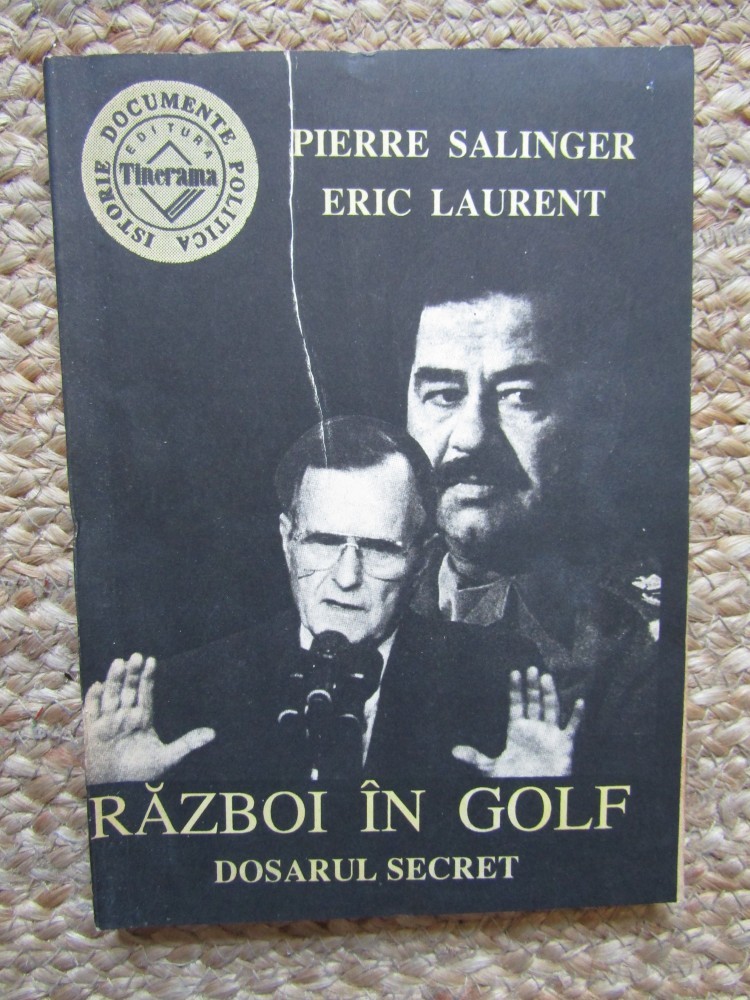 ISTORIE DOCUMENTE POLITICA
EDITURA
Tinerama
PIERRE SALINGER
ERIC LAURENT
RĂZBOI ÎN GOLF
DOSARUL SECRET